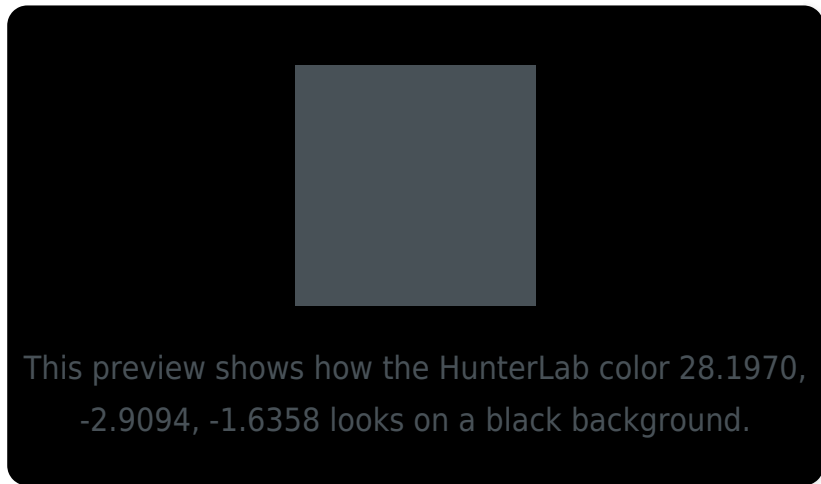 This preview shows how the HunterLab color 28.1970,
-2.9094, -1.6358 looks on a black background.